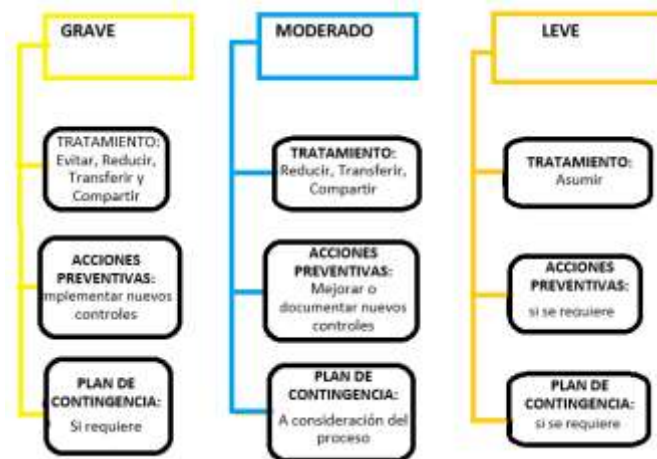 GRAVE
TRATAMIENTO:
Evitar, Reducir,
Transferir y
Compartir
ACCIONES
PREVENTIVAS:
mplementar nuevos
controles
PLAN DE
CONTINGENCIA:
Si requiere
MODERADO
TRATAMIENTO:
Reducir, Transferir,
Compartir
ACCIONES
PREVENTIVAS:
Mejorar o
documentar nuevos
controles
PLAN DE
CONTINGENCIA:
A consideración del
proceso
LEVE
TRATAMIENTO:
Asumir
ACCIONES
PREVENTIVAS:
si se requiere
PLAN DE
CONTINGENCIA:
si se requiere